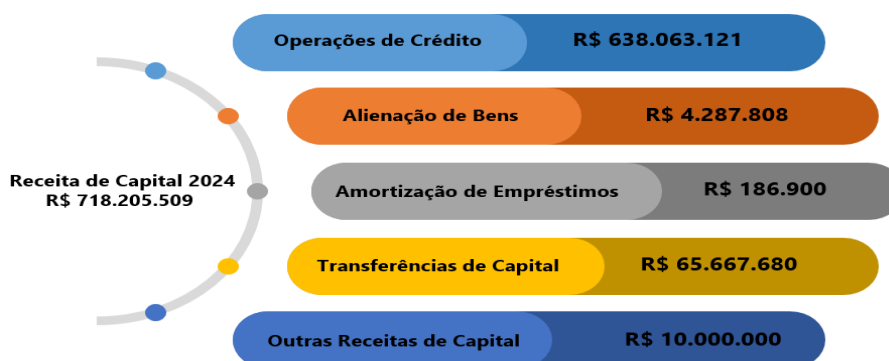 Operações de Crédito R$ 638.063.121
Alienação de Bens R$ 4.287.808
Receita de Capital 2024
R$ 718.205.509
Amortização de Empréstimos R$ 186.900
Transferências de Capital R$ 65.667.680
Outras Receitas de Capital R$ 10.000.000